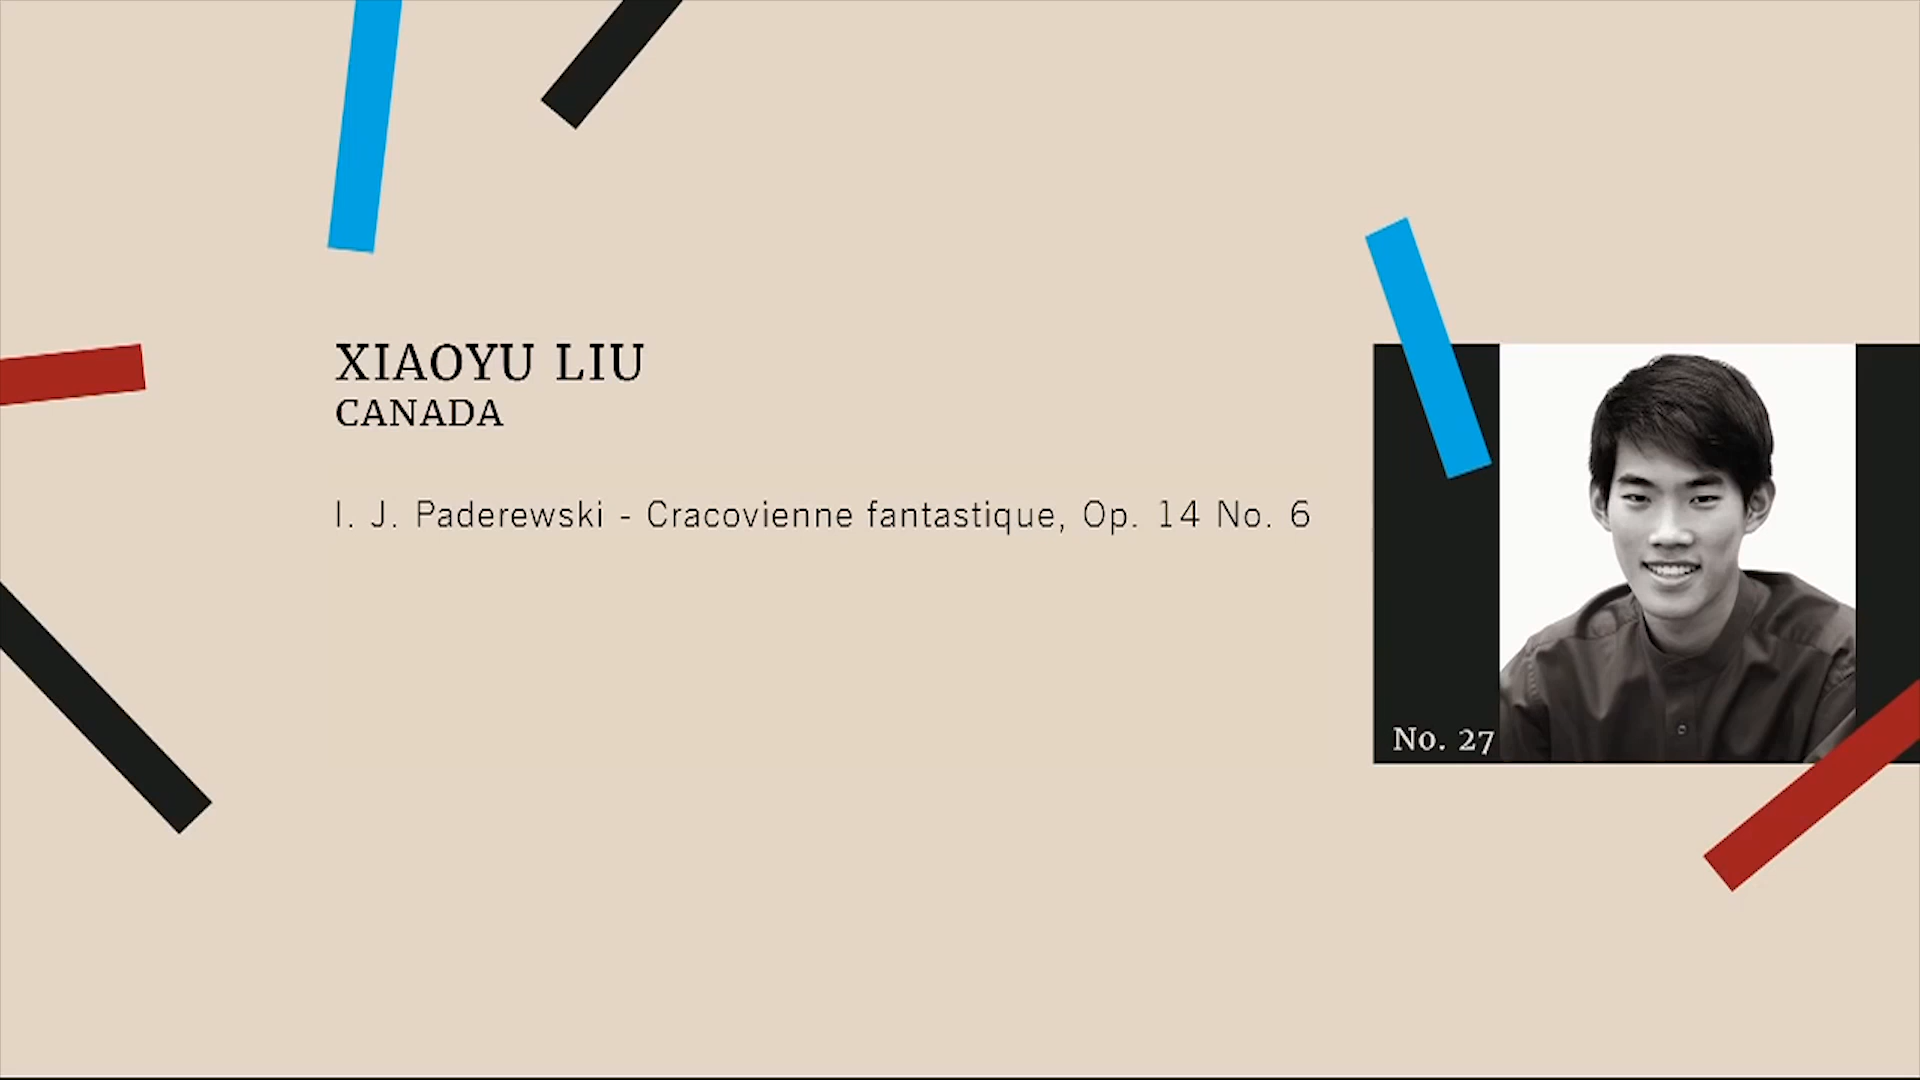 XIAOYU LIU
CANADA
I. J. Paderewski - Cracovienne fantastique, Op. 14 No. 6
No. 27